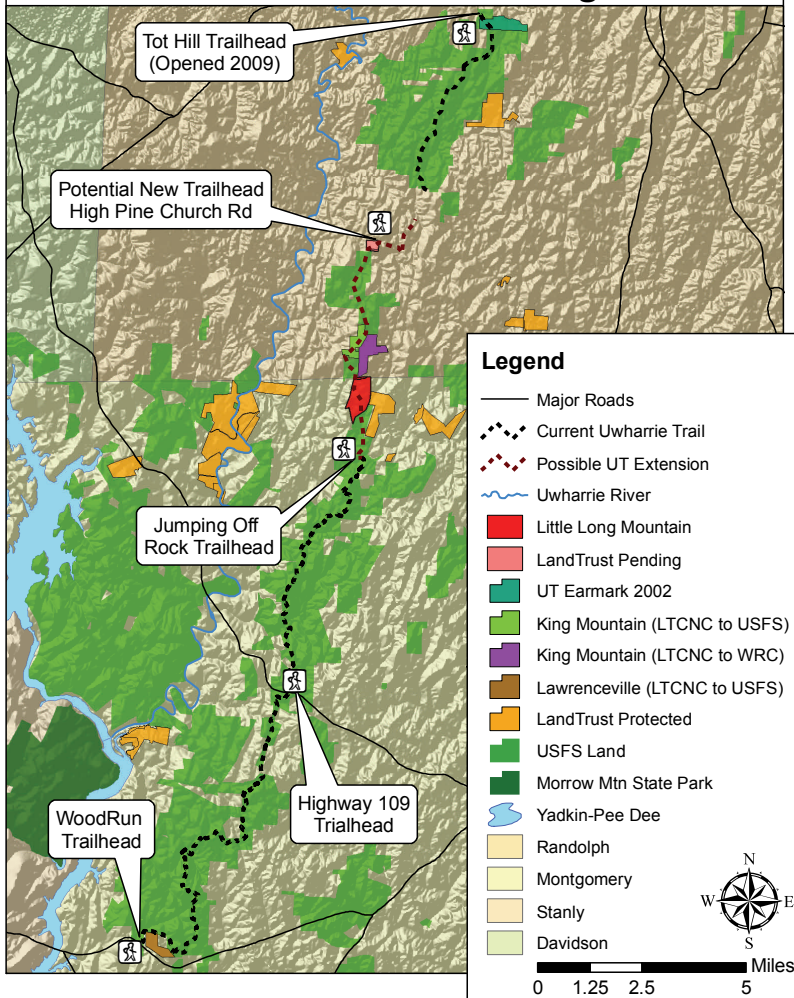 Tot Hill Trailhead
(Opened 2009)
Potential New Trailhead
High Pine Church Rd
Jumping Off
Rock Trailhead
Highway 109
Trialhead
WoodRun
Trailhead
Legend
Major Roads
Current Uwharrie Trail
Possible UT Extension
Uwharrie River
Little Long Mountain
LandTrust Pending
UT Earmark 2002
King Mountain (LTCNC to USFS)
King Mountain (LTCNC to WRC)
Lawrenceville (LTCNC to USFS)
LandTrust Protected
USFS Land
Morrow Mtn State Park
Yadkin-Pee Dee
Randolph
Montgomery
Stanly
Davidson
N
W E
S
Miles
0 1.25 2.5 5